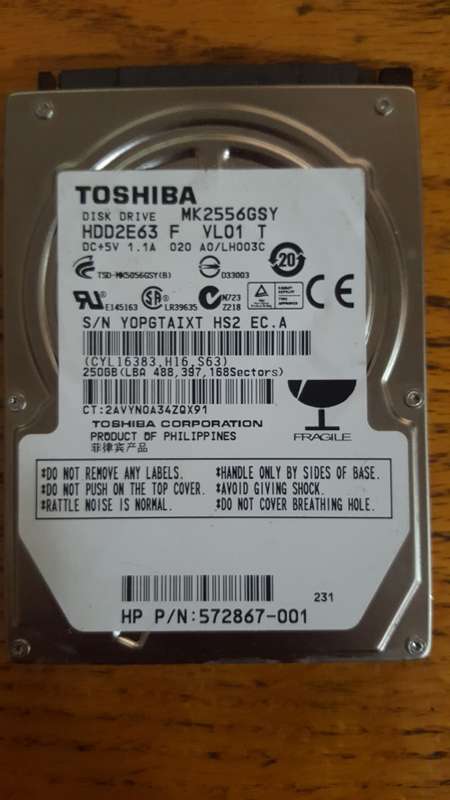 TOSHIBA
DISK DRIVE MK2556GSY
HDD2E63 F VL01 T
DC+5V 1.1A 020 A0/LH003C
TSD-MK5056GSY(B) D33003 20
E145163 LR39635 N723 Z218 CE
S/N Y0PGTAIXT HS2 EC.A
(CYL16383,H16,S63)
250GB(LBA 488,397,168Sectors)
CT:2AVYN0A34ZQX91
TOSHIBA CORPORATION
PRODUCT OF PHILIPPINES
FRAGILE
菲律宾产品
*DO NOT REMOVE ANY LABELS. *HANDLE ONLY BY SIDES OF BASE.
*DO NOT PUSH ON THE TOP COVER. *AVOID GIVING SHOCK.
*RATTLE NOISE IS NORMAL. *DO NOT COVER BREATHING HOLE.
231
HP P/N:572867-001